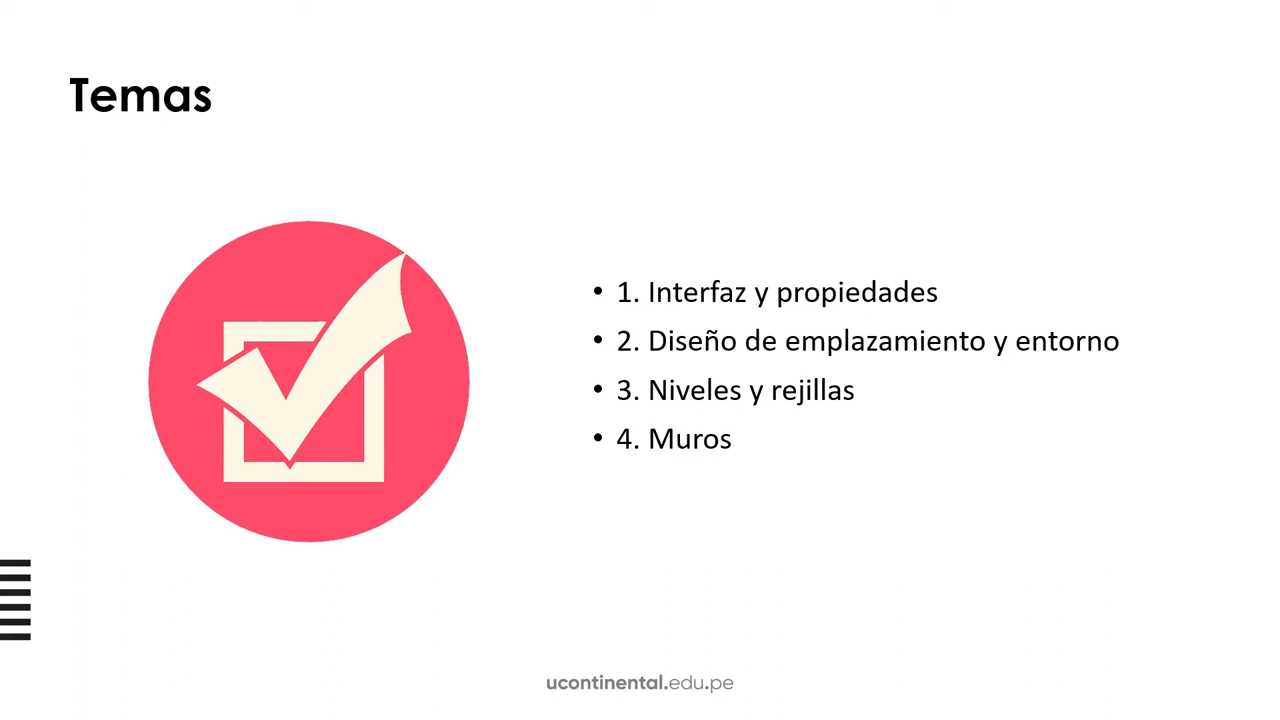 Temas
• 1. Interfaz y propiedades
• 2. Diseño de emplazamiento y entorno
• 3. Niveles y rejillas
• 4. Muros
ucontinental.edu.pe